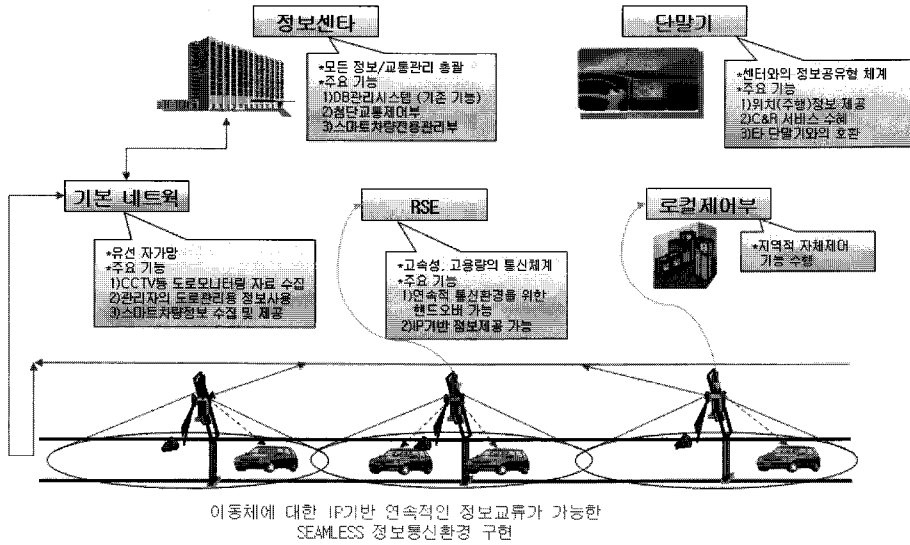 정보센타
*모든 정보/교통관리 총괄
*주요 기능
1)DB관리시스템 (기존 기능)
2)첨단교통제어부
3)스마트차량전용관리부
단말기
*센터와의 정보공유형 체계
*주요 기능
1)위치(주행)정보 제공
2)C&R 서비스 수혜
3)타 단말기와의 호환
기본 네트웍
*유선 자가망
*주요 기능
1)CCTV등 도로모니터링 자료 수집
2)관리자의 도로관리용 정보사용
3)스마트차량정보 수집 및 제공
RSE
*고속성, 고용량의 통신체계
*주요 기능
1)연속적 통신환경을 위한
핸드오버 가능
2)IP기반 정보제공 가능
로컬제어부
*지역적 자체제어
기능 수행
이동체에 대한 IP기반 연속적인 정보교류가 가능한
SEAMLESS 정보통신환경 구현